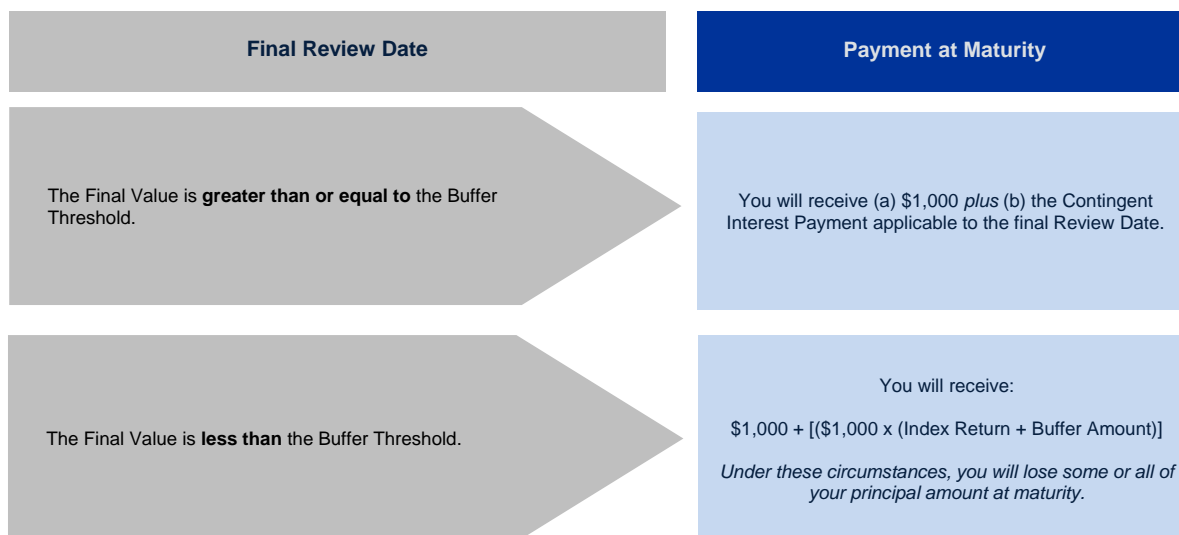 Final Review Date
Payment at Maturity
The Final Value is greater than or equal to the Buffer
Threshold.
You will receive (a) $1,000 plus (b) the Contingent
Interest Payment applicable to the final Review Date.
The Final Value is less than the Buffer Threshold.
You will receive:
$1,000 + [($1,000 x (Index Return + Buffer Amount)]
Under these circumstances, you will lose some or all of
your principal amount at maturity.